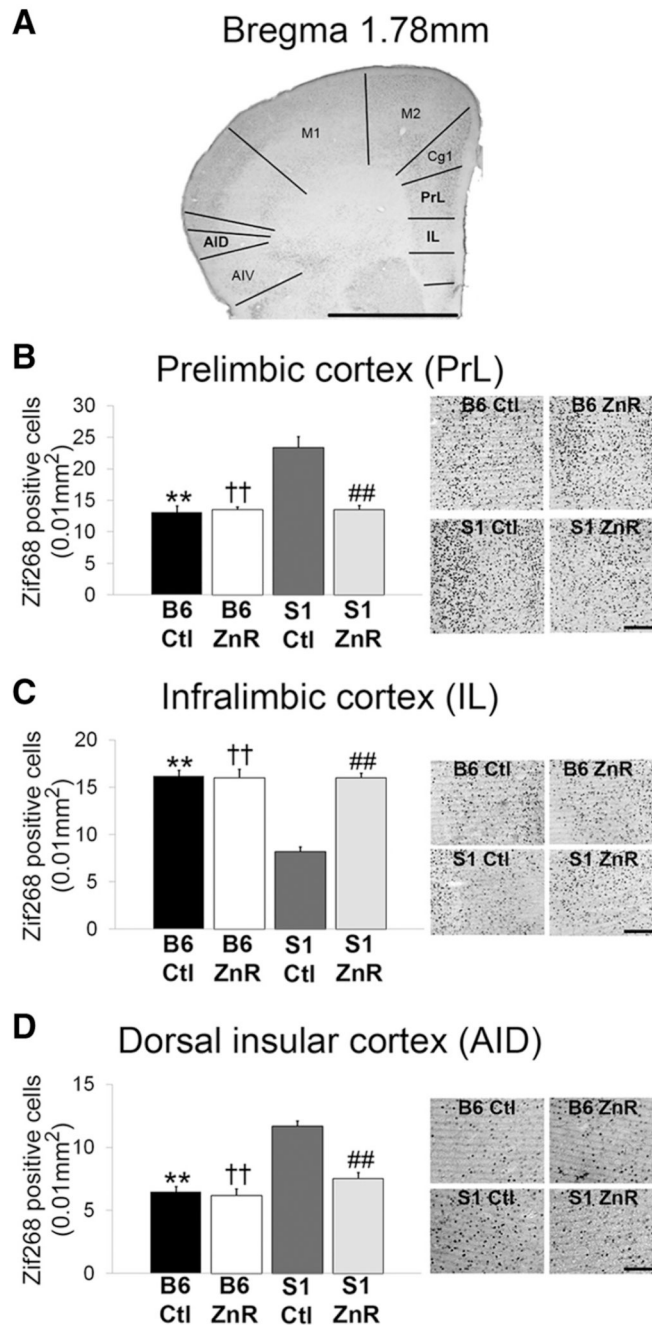 A
Bregma 1.78mm
M1
M2
Cg1
PrL
IL
AID
AIV
B
Prelimbic cortex (PrL)
Zif268 positive cells
(0.01mm²)
30
25
20
15
10
5
0
**
††
##
B6 Ctl
B6 ZnR
S1 Ctl
S1 ZnR
B6 Ctl
B6 ZnR
S1 Ctl
S1 ZnR
C
Infralimbic cortex (IL)
Zif268 positive cells
(0.01mm²)
20
15
10
5
0
**
††
##
B6 Ctl
B6 ZnR
S1 Ctl
S1 ZnR
B6 Ctl
B6 ZnR
S1 Ctl
S1 ZnR
D
Dorsal insular cortex (AID)
Zif268 positive cells
(0.01mm²)
15
10
5
0
**
††
##
B6 Ctl
B6 ZnR
S1 Ctl
S1 ZnR
B6 Ctl
B6 ZnR
S1 Ctl
S1 ZnR